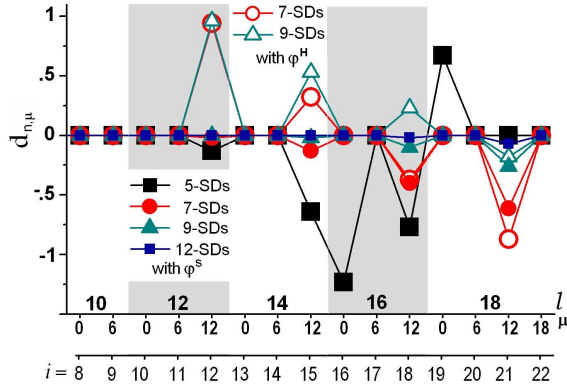 1
.5
0
-.5
-1
d n,μ
7-SDs
9-SDs
with φ^H
5-SDs
7-SDs
9-SDs
12-SDs
with φ^S
10 12 14 16 18 l
0 6 0 6 12 0 6 12 0 6 12 0 6 12 18 μ
i = 8 9 10 11 12 13 14 15 16 17 18 19 20 21 22